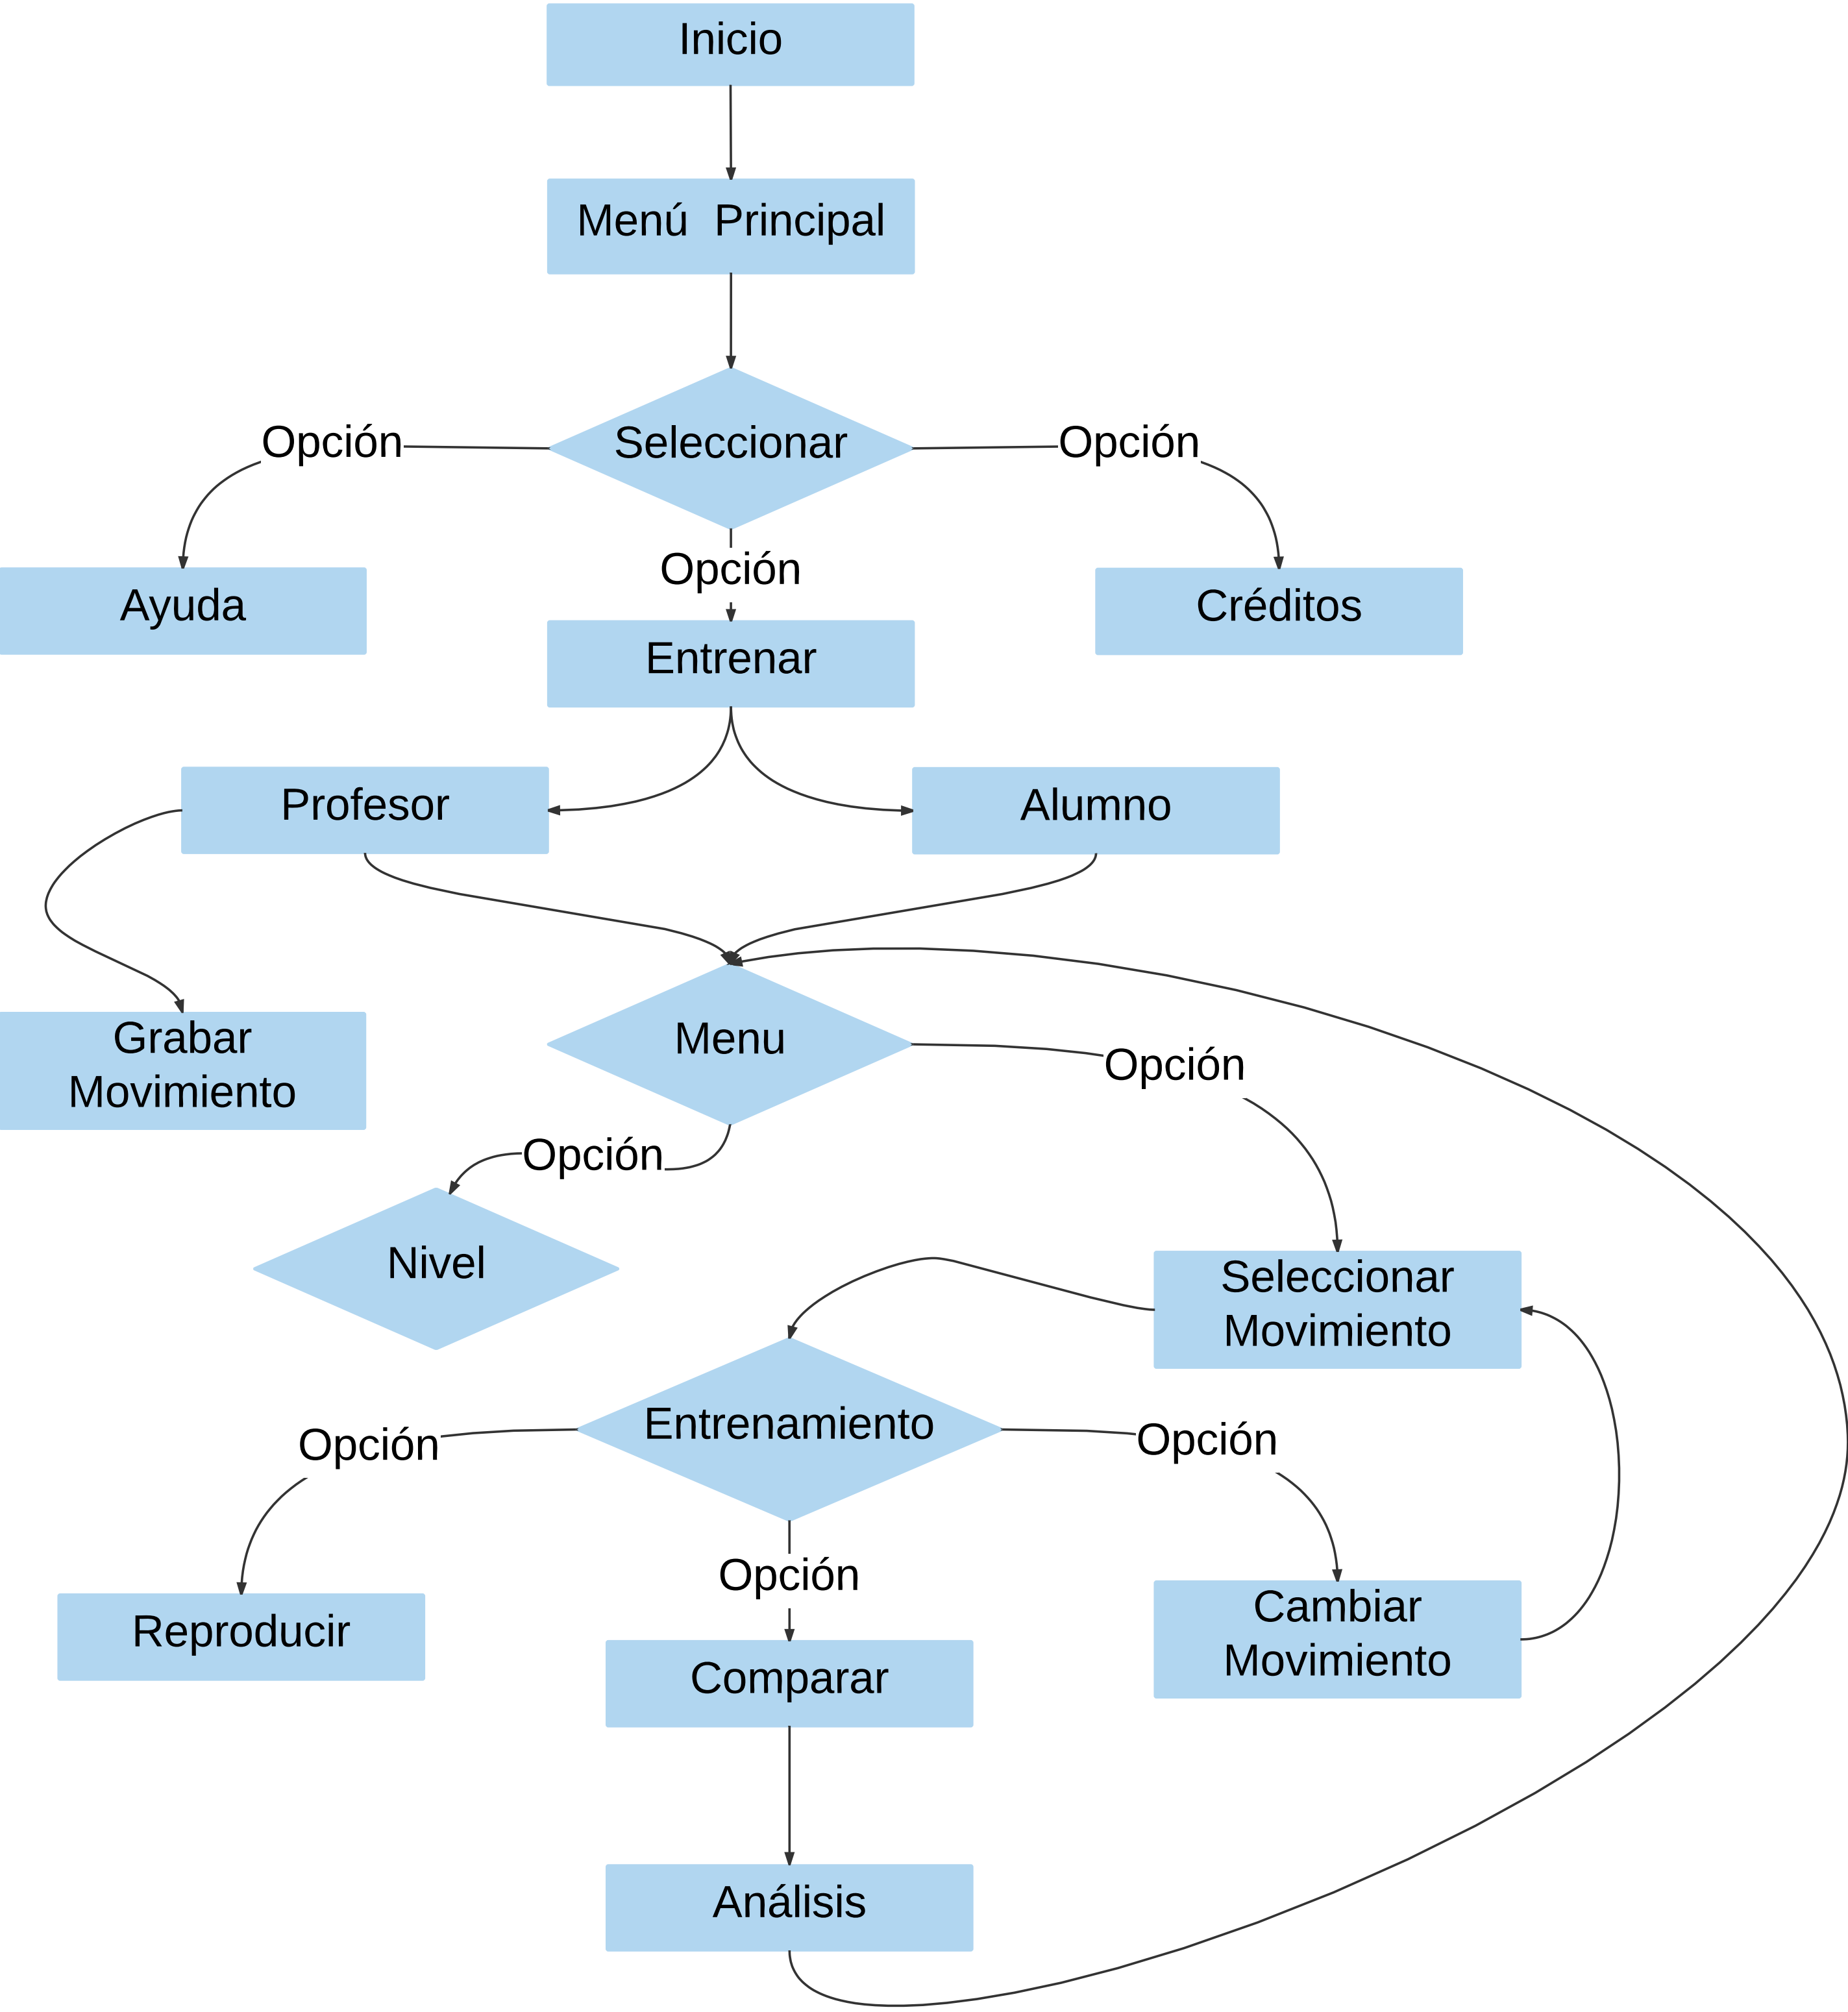 Inicio
Menú  Principal
Opción
Seleccionar
Opción
Opción
Ayuda
Créditos
Entrenar
Profesor
Alumno
Grabar
Movimiento
Menu
Opción
Opción
Nivel
Seleccionar
Movimiento
Entrenamiento
Opción
Opción
Opción
Reproducir
Cambiar
Movimiento
Comparar
Análisis